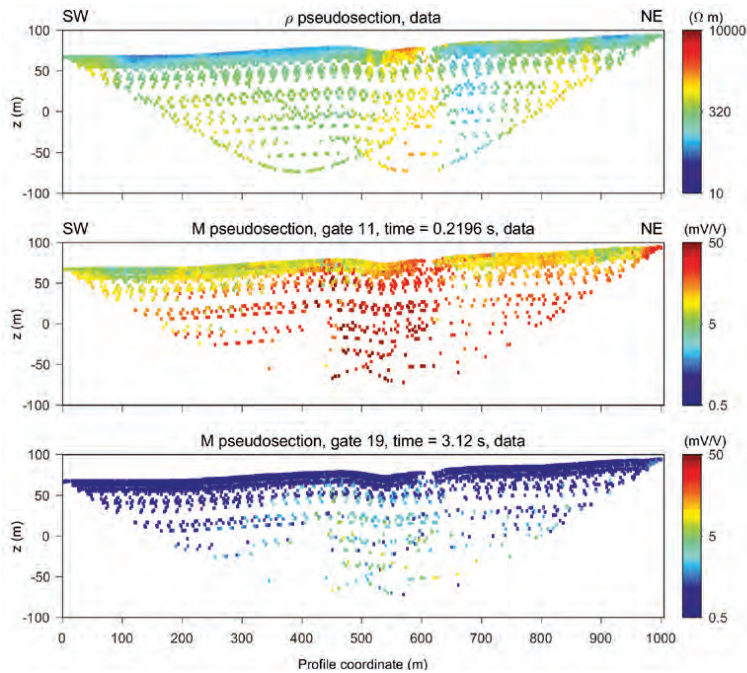 SW ρ pseudosection, data NE (Ω m)
100 10000
50
z (m) 0 320
-50
-100 10
SW M pseudosection, gate 11, time = 0.2196 s, data NE (mV/V)
100 50
50
z (m) 0 5
-50
-100 0.5
M pseudosection, gate 19, time = 3.12 s, data (mV/V)
100 50
50
z (m) 0 5
-50
-100 0.5
0 100 200 300 400 500 600 700 800 900 1000
Profile coordinate (m)